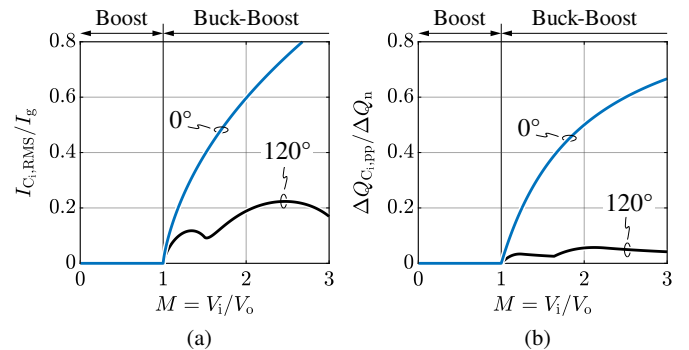 Boost Buck-Boost
0.8
0.6
0.4
0.2
0
0 1 2 3
I_{C_i,RMS}/I_g
0°
120°
M = V_i/V_o
(a)
Boost Buck-Boost
0.8
0.6
0.4
0.2
0
0 1 2 3
ΔQ_{C_i,pp}/ΔQ_n
0°
120°
M = V_i/V_o
(b)